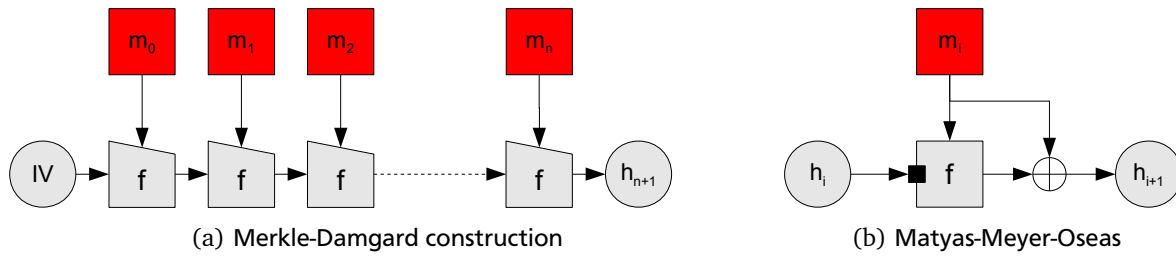 m₀ m₁ m₂ mₙ mᵢ
IV f f f f hₙ₊₁ hᵢ f hᵢ₊₁
(a) Merkle-Damgard construction (b) Matyas-Meyer-Oseas